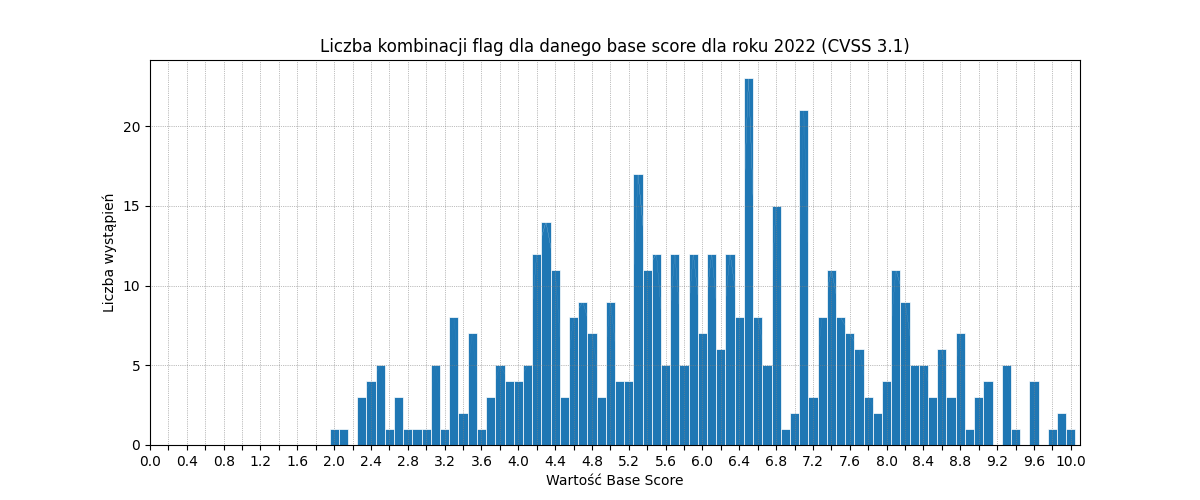 Liczba kombinacji flag dla danego base score dla roku 2022 (CVSS 3.1)
Liczba wystąpień
20
15
10
5
0
0.0 0.4 0.8 1.2 1.6 2.0 2.4 2.8 3.2 3.6 4.0 4.4 4.8 5.2 5.6 6.0 6.4 6.8 7.2 7.6 8.0 8.4 8.8 9.2 9.6 10.0
Wartość Base Score